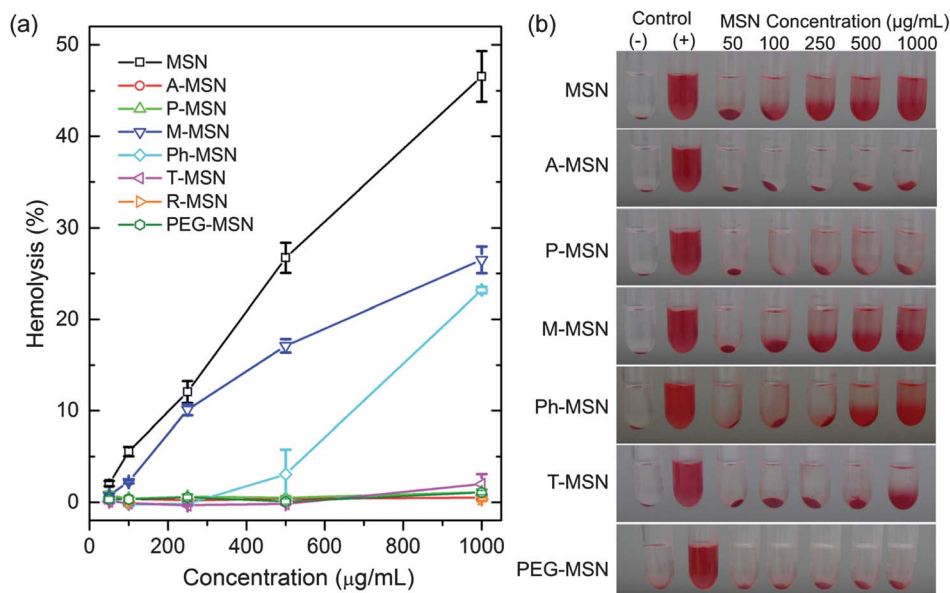 (a)
50
40
30
20
10
0
Hemolysis (%)
MSN
A-MSN
P-MSN
M-MSN
Ph-MSN
T-MSN
R-MSN
PEG-MSN
0 200 400 600 800 1000
Concentration (μg/mL)
(b)
Control MSN Concentration (μg/mL)
(-) (+) 50 100 250 500 1000
MSN
A-MSN
P-MSN
M-MSN
Ph-MSN
T-MSN
PEG-MSN